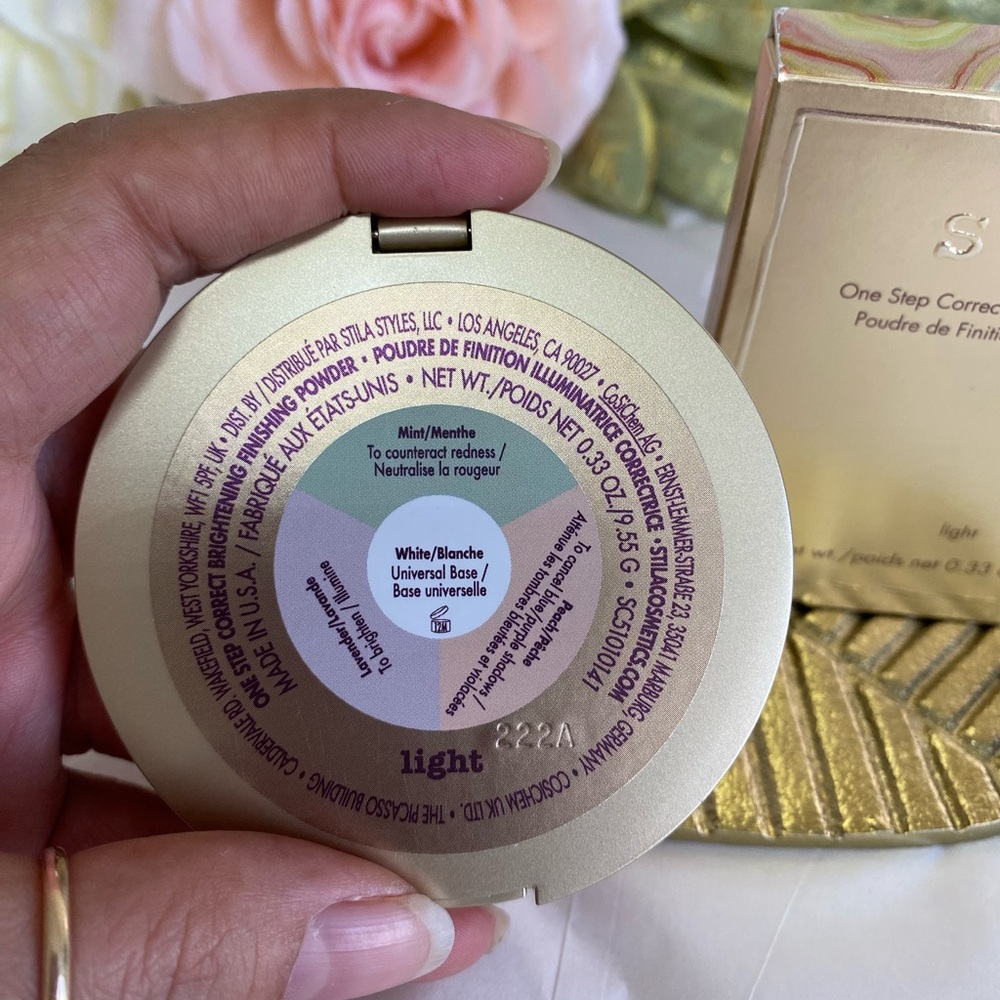 • DIST. BY / DISTRIBUÉ PAR STILA STYLES, LLC • LOS ANGELES, CA 90027 • CoSiChem AG • ERNST-LEMMER-STRAßE 23, 35041 MARBURG, GERMANY • COSICHEM UK LTD. • THE PICASSO BUILDING • CALDERVALE RD, WAKEFIELD, WEST YORKSHIRE, WF1 5PF, UK
ONE STEP CORRECT BRIGHTENING FINISHING POWDER • POUDRE DE FINITION ILLUMINATRICE CORRECTRICE • STILACOSMETICS.COM
MADE IN U.S.A. / FABRIQUÉ AUX ÉTATS-UNIS • NET WT./POIDS NET 0.33 OZ./9.55 G • SC51010141
Mint/Menthe
To counteract redness /
Neutralise la rougeur
White/Blanche
Universal Base /
Base universelle
12M
Lavender/Lavande
To brighten / Illumine
Peach/Pêche
To cancel blue/purple shadows /
Atténue les ombres bleutées et violacées
222A
light
S
One Step Correc
Poudre de Finiti
light
t wt./poids net 0.33